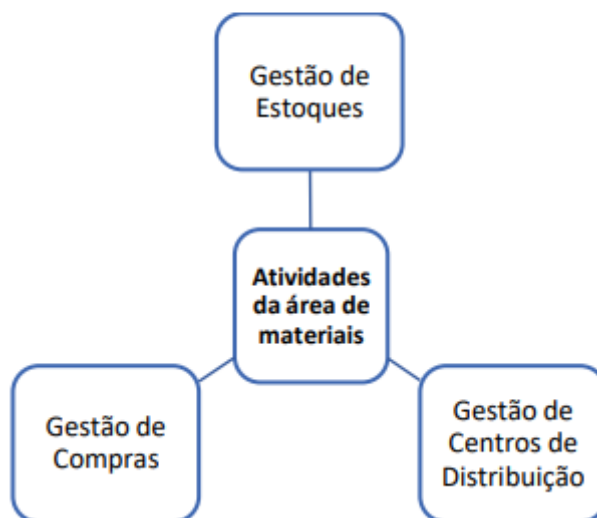 Gestão de
Estoques
Atividades
da área de
materiais
Gestão de
Compras
Gestão de
Centros de
Distribuição